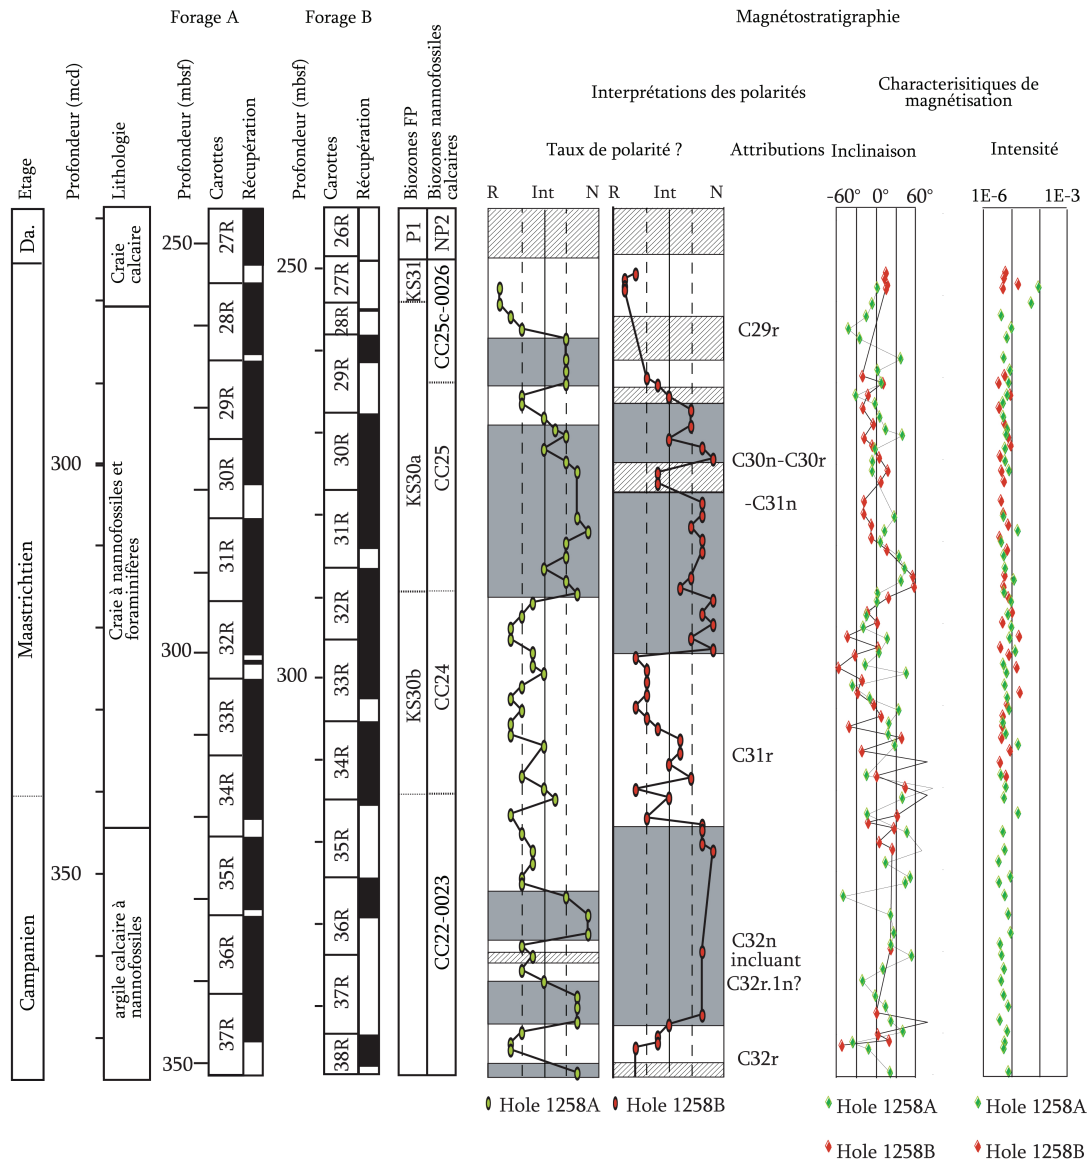 Forage A
Forage B
Magnétostratigraphie
Interprétations des polarités
Characterisitiques de
magnétisation
Taux de polarité ?
Attributions
Inclinaison
Intensité
Etage
Profondeur (mcd)
Lithologie
Profondeur (mbsf)
Carottes
Récupération
Profondeur (mbsf)
Carottes
Récupération
Biozones FP
Biozones nannofossiles
calcaires
R Int N
R Int N
-60° 0° 60°
1E-6 1E-3
Da.
Maastrichtien
Campanien
300
350
Craie
calcaire
Craie à nannofossiles et
foraminifères
argile calcaire à
nannofossiles
250
300
350
27R
28R
29R
30R
31R
32R
33R
34R
35R
36R
37R
250
300
26R
27R
28R
29R
30R
31R
32R
33R
34R
35R
36R
37R
38R
P1
KS31
KS30a
KS30b
NP2
CC25c-0026
CC25
CC24
CC22-0023
C29r
C30n-C30r
-C31n
C31r
C32n
incluant
C32r.1n?
C32r
Hole 1258A
Hole 1258B
Hole 1258A
Hole 1258B
Hole 1258A
Hole 1258B